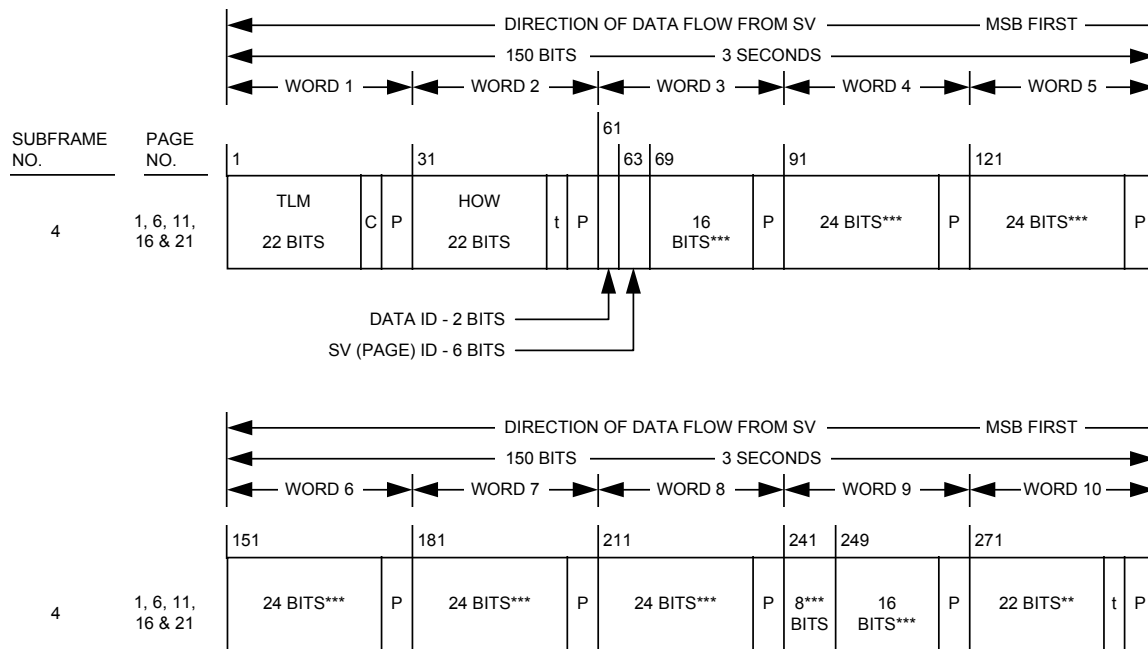 DIRECTION OF DATA FLOW FROM SV MSB FIRST
150 BITS 3 SECONDS
WORD 1 WORD 2 WORD 3 WORD 4 WORD 5
SUBFRAME NO. PAGE NO.
61
1 31 63 69 91 121
4 1, 6, 11, 16 & 21 TLM 22 BITS C P HOW 22 BITS t P 16 BITS*** P 24 BITS*** P 24 BITS*** P
DATA ID - 2 BITS
SV (PAGE) ID - 6 BITS
DIRECTION OF DATA FLOW FROM SV MSB FIRST
150 BITS 3 SECONDS
WORD 6 WORD 7 WORD 8 WORD 9 WORD 10
151 181 211 241 249 271
4 1, 6, 11, 16 & 21 24 BITS*** P 24 BITS*** P 24 BITS*** P 8*** BITS 16 BITS*** P 22 BITS** t P